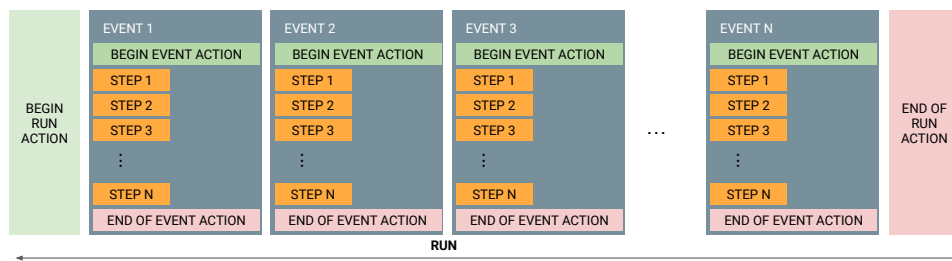 BEGIN
RUN
ACTION
EVENT 1
BEGIN EVENT ACTION
STEP 1
STEP 2
STEP 3
⋮
STEP N
END OF EVENT ACTION
EVENT 2
BEGIN EVENT ACTION
STEP 1
STEP 2
STEP 3
⋮
STEP N
END OF EVENT ACTION
EVENT 3
BEGIN EVENT ACTION
STEP 1
STEP 2
STEP 3
⋮
STEP N
END OF EVENT ACTION
...
EVENT N
BEGIN EVENT ACTION
STEP 1
STEP 2
STEP 3
⋮
STEP N
END OF EVENT ACTION
END OF
RUN
ACTION
RUN